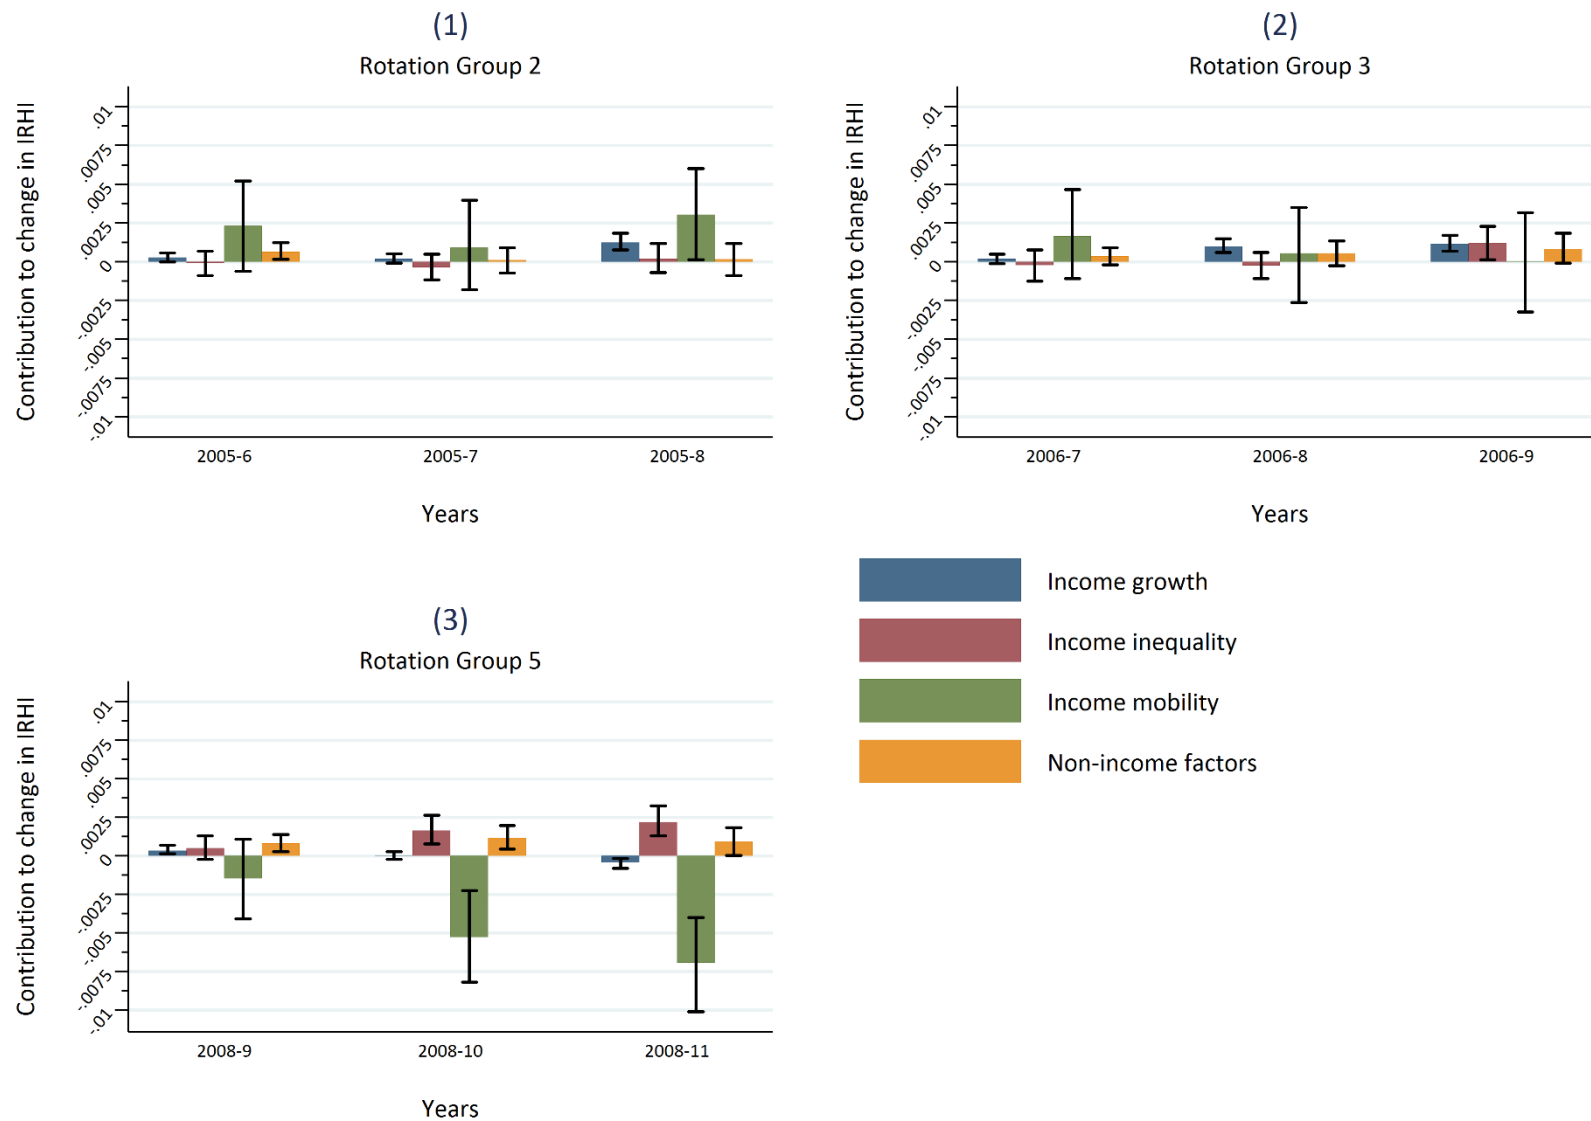 (1)
Rotation Group 2
Contribution to change in IRHI
.01
.0075
.005
.0025
0
-.0025
-.005
-.0075
-.01
2005-6 2005-7 2005-8
Years
(2)
Rotation Group 3
Contribution to change in IRHI
.01
.0075
.005
.0025
0
-.0025
-.005
-.0075
-.01
2006-7 2006-8 2006-9
Years
(3)
Rotation Group 5
Contribution to change in IRHI
.01
.0075
.005
.0025
0
-.0025
-.005
-.0075
-.01
2008-9 2008-10 2008-11
Years
Income growth
Income inequality
Income mobility
Non-income factors